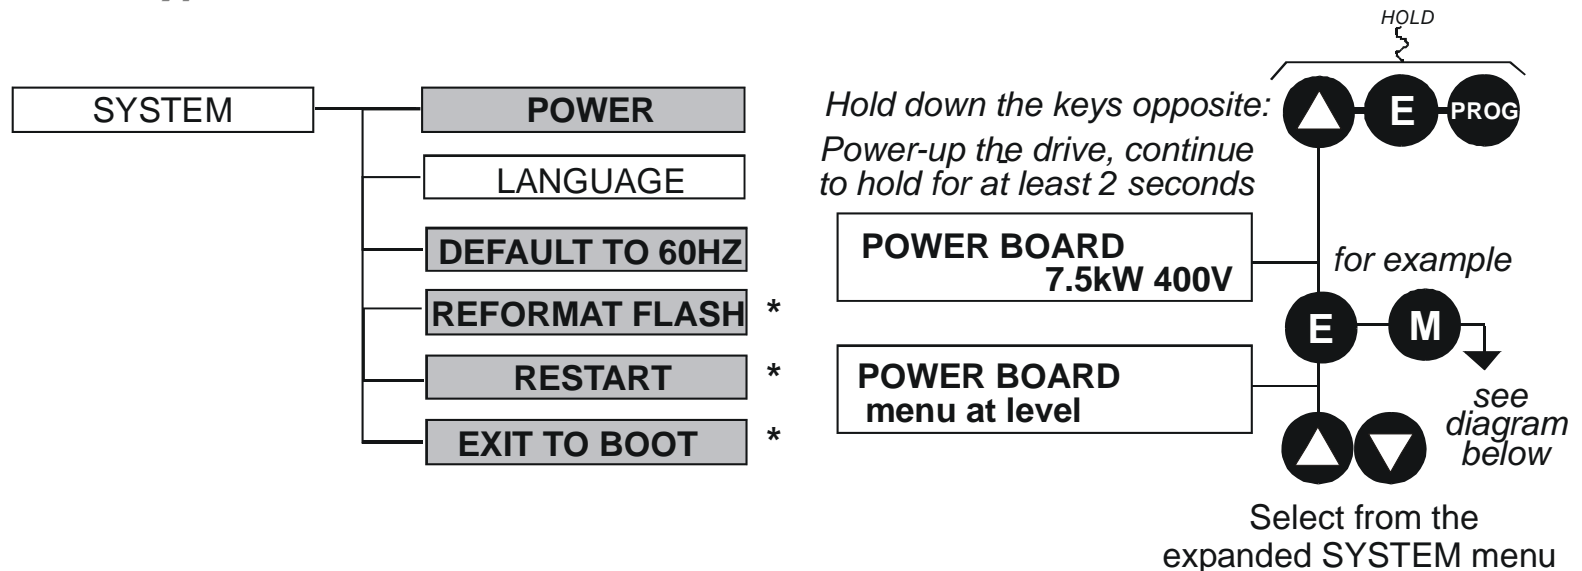 HOLD
SYSTEM
POWER
LANGUAGE
DEFAULT TO 60HZ
REFORMAT FLASH *
RESTART *
EXIT TO BOOT *
Hold down the keys opposite:
Power-up the drive, continue
to hold for at least 2 seconds
E
PROG
POWER BOARD
7.5kW 400V
for example
E
M
POWER BOARD
menu at level
see
diagram
below
Select from the
expanded SYSTEM menu